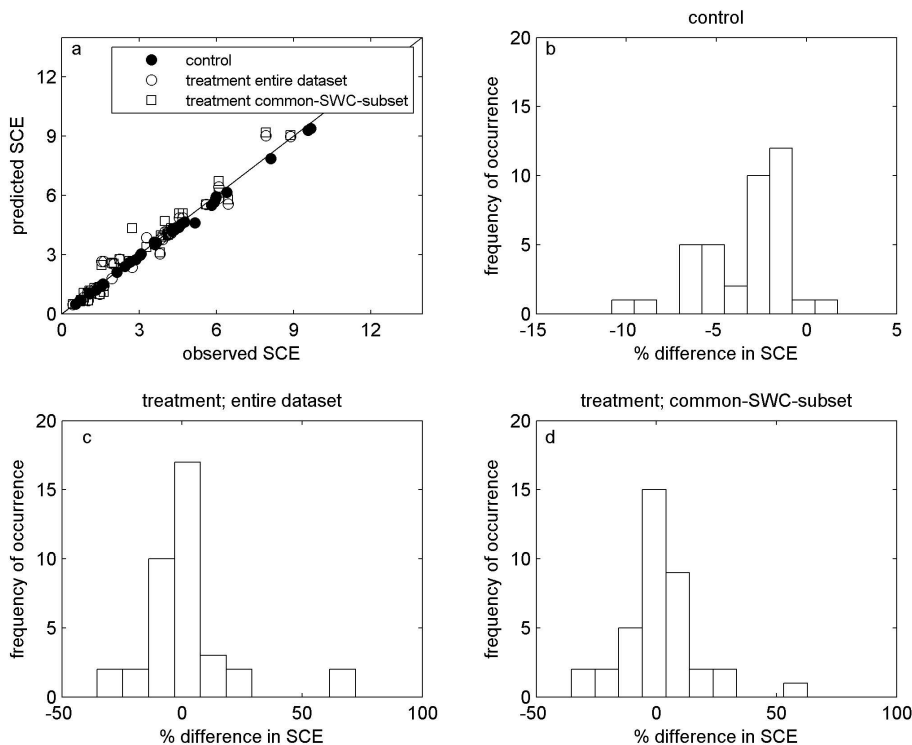 a
control
treatment entire dataset
treatment common-SWC-subset
predicted SCE
12
9
6
3
0
0 3 6 9 12
observed SCE
control
b
frequency of occurrence
20
15
10
5
0
-15 -10 -5 0 5
% difference in SCE
treatment; entire dataset
c
frequency of occurrence
20
15
10
5
0
-50 0 50 100
% difference in SCE
treatment; common-SWC-subset
d
frequency of occurrence
20
15
10
5
0
-50 0 50 100
% difference in SCE